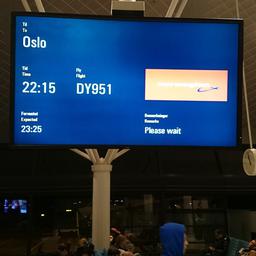 Til
To
Oslo
Tid
Time
Fly
Flight
22:15
DY951
Forventet
Expected
23:25
Bemerkninger
Remarks
Please wait